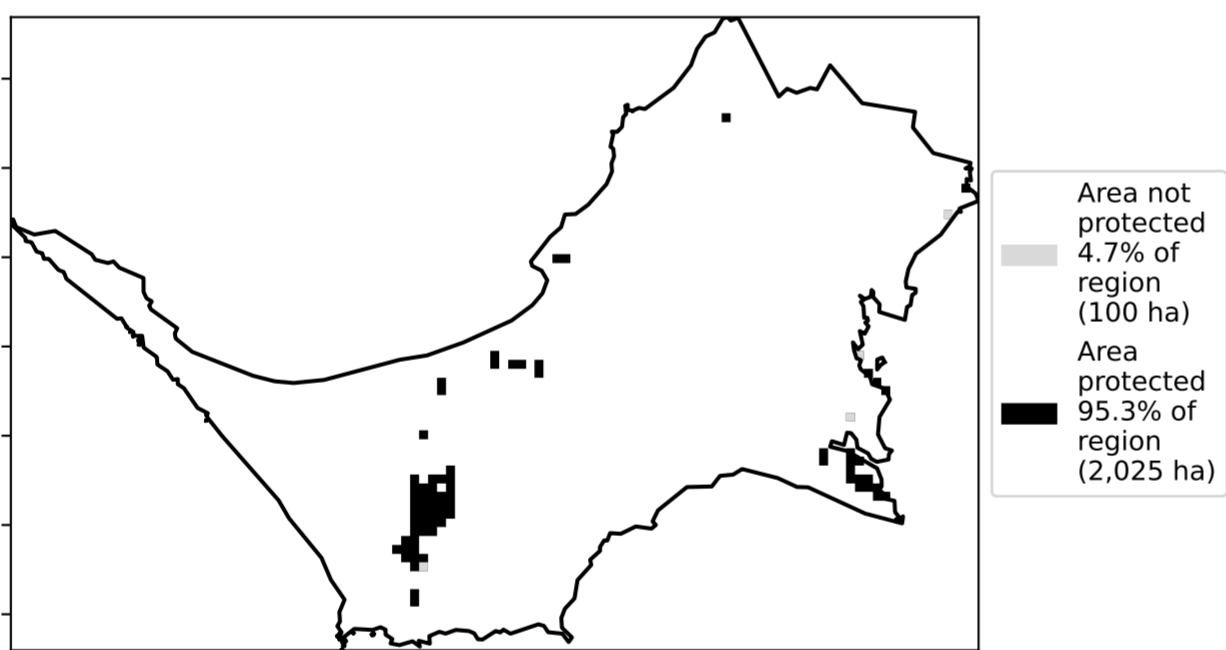 Area not
protected
4.7% of
region
(100 ha)
Area
protected
95.3% of
region
(2,025 ha)